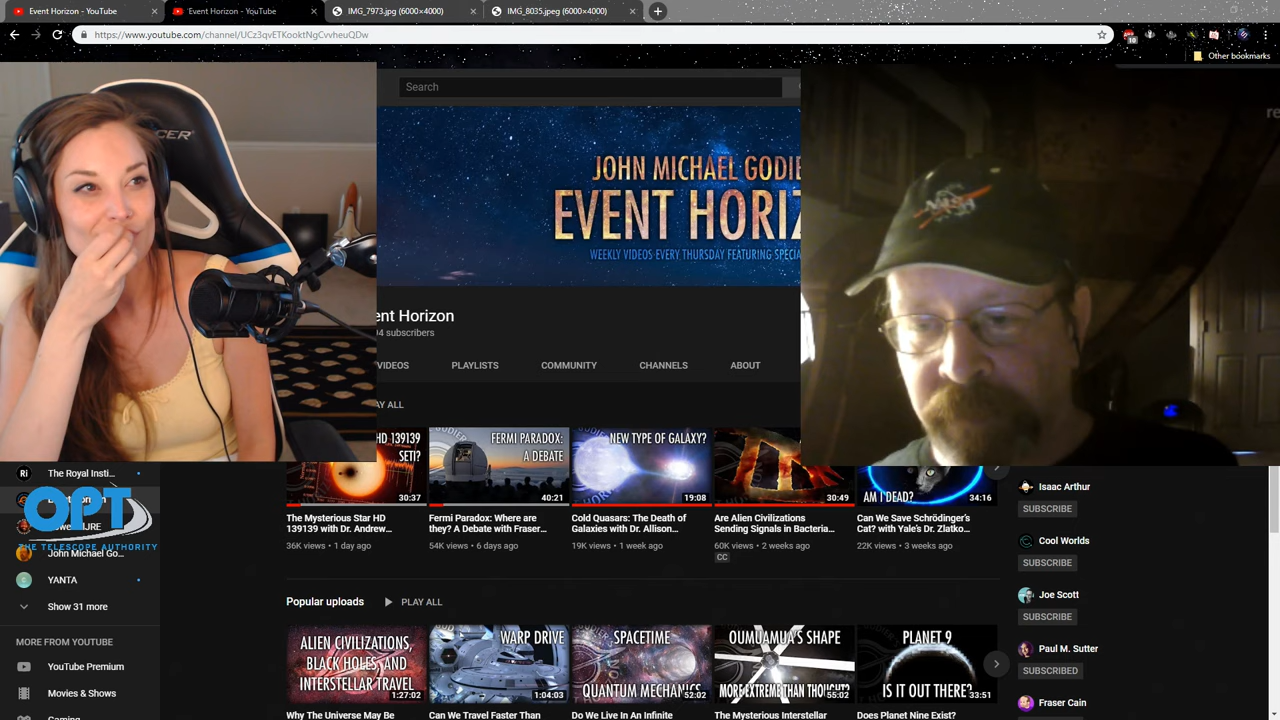 Event Horizon - YouTube
Event Horizon - YouTube
IMG_7973.jpg (6000×4000)
IMG_8035.jpeg (6000×4000)
https://www.youtube.com/channel/UCz3qvETKooktNgCvvheuQDw
Other bookmarks
Search
JOHN MICHAEL GODIE
EVENT HORIZ
WEEKLY VIDEOS EVERY THURSDAY FEATURING SPECIA
ent Horizon
subscribers
VIDEOS
PLAYLISTS
COMMUNITY
CHANNELS
ABOUT
AY ALL
HD 139139
SETI?
30:37
FERMI PARADOX:
A DEBATE
40:21
NEW TYPE OF GALAXY?
19:08
30:49
AM I DEAD?
34:16
The Mysterious Star HD
139139 with Dr. Andrew...
36K views • 1 day ago
Fermi Paradox: Where are
they? A Debate with Fraser...
54K views • 6 days ago
Cold Quasars: The Death of
Galaxies with Dr. Allison...
19K views • 1 week ago
Are Alien Civilizations
Sending Signals in Bacteria...
60K views • 2 weeks ago
CC
Can We Save Schrödinger's
Cat? with Yale's Dr. Zlatko...
22K views • 3 weeks ago
The Royal Insti...
OPT
THE TELESCOPE AUTHORITY
John Michael Go...
YANTA
Show 31 more
MORE FROM YOUTUBE
YouTube Premium
Movies & Shows
Popular uploads
PLAY ALL
ALIEN CIVILIZATIONS,
BLACK HOLES, AND
INTERSTELLAR TRAVEL
1:27:02
WARP DRIVE
1:04:03
SPACETIME
QUANTUM MECHANICS
52:02
OUMUAMUA'S SHAPE
MORE EXTREME THAN THOUGHT?
55:02
PLANET 9
IS IT OUT THERE?
33:51
Why The Universe May Be
Can We Travel Faster Than
Do We Live In An Infinite
The Mysterious Interstellar
Does Planet Nine Exist?
Isaac Arthur
SUBSCRIBE
Cool Worlds
SUBSCRIBE
Joe Scott
SUBSCRIBE
Paul M. Sutter
SUBSCRIBED
Fraser Cain